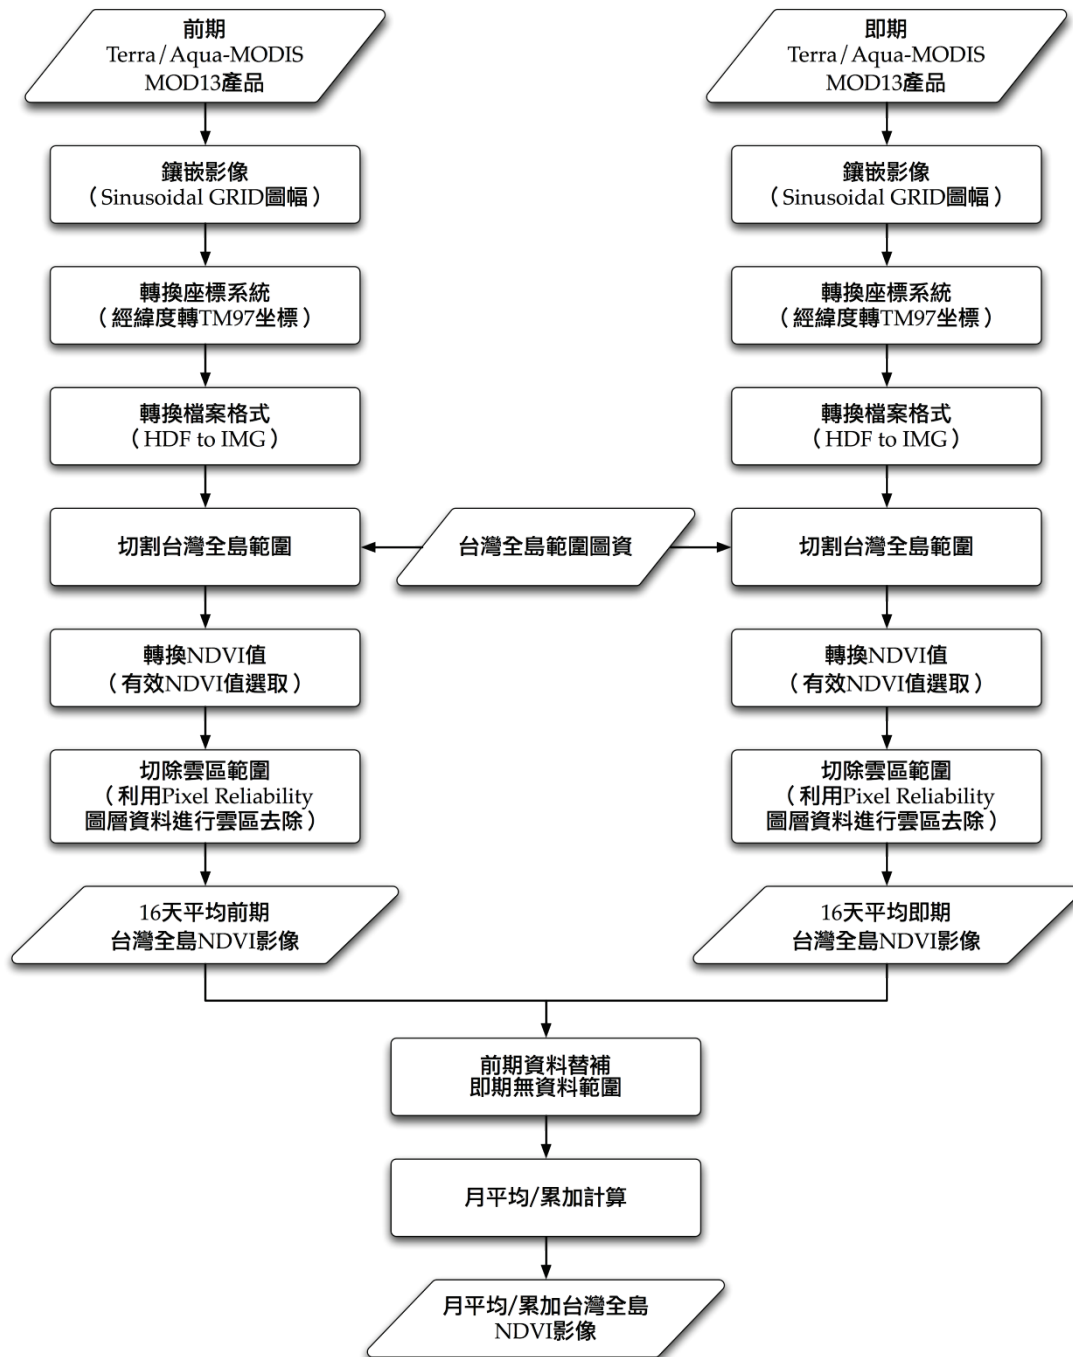 前期
Terra/Aqua-MODIS
MOD13產品
鑲嵌影像
（Sinusoidal GRID圖幅）
轉換座標系統
（經緯度轉TM97坐標）
轉換檔案格式
（HDF to IMG）
切割台灣全島範圍
轉換NDVI值
（有效NDVI值選取）
切除雲區範圍
（利用Pixel Reliability
圖層資料進行雲區去除）
16天平均前期
台灣全島NDVI影像
台灣全島範圍圖資
即期
Terra/Aqua-MODIS
MOD13產品
鑲嵌影像
（Sinusoidal GRID圖幅）
轉換座標系統
（經緯度轉TM97坐標）
轉換檔案格式
（HDF to IMG）
切割台灣全島範圍
轉換NDVI值
（有效NDVI值選取）
切除雲區範圍
（利用Pixel Reliability
圖層資料進行雲區去除）
16天平均即期
台灣全島NDVI影像
前期資料替補
即期無資料範圍
月平均/累加計算
月平均/累加台灣全島
NDVI影像